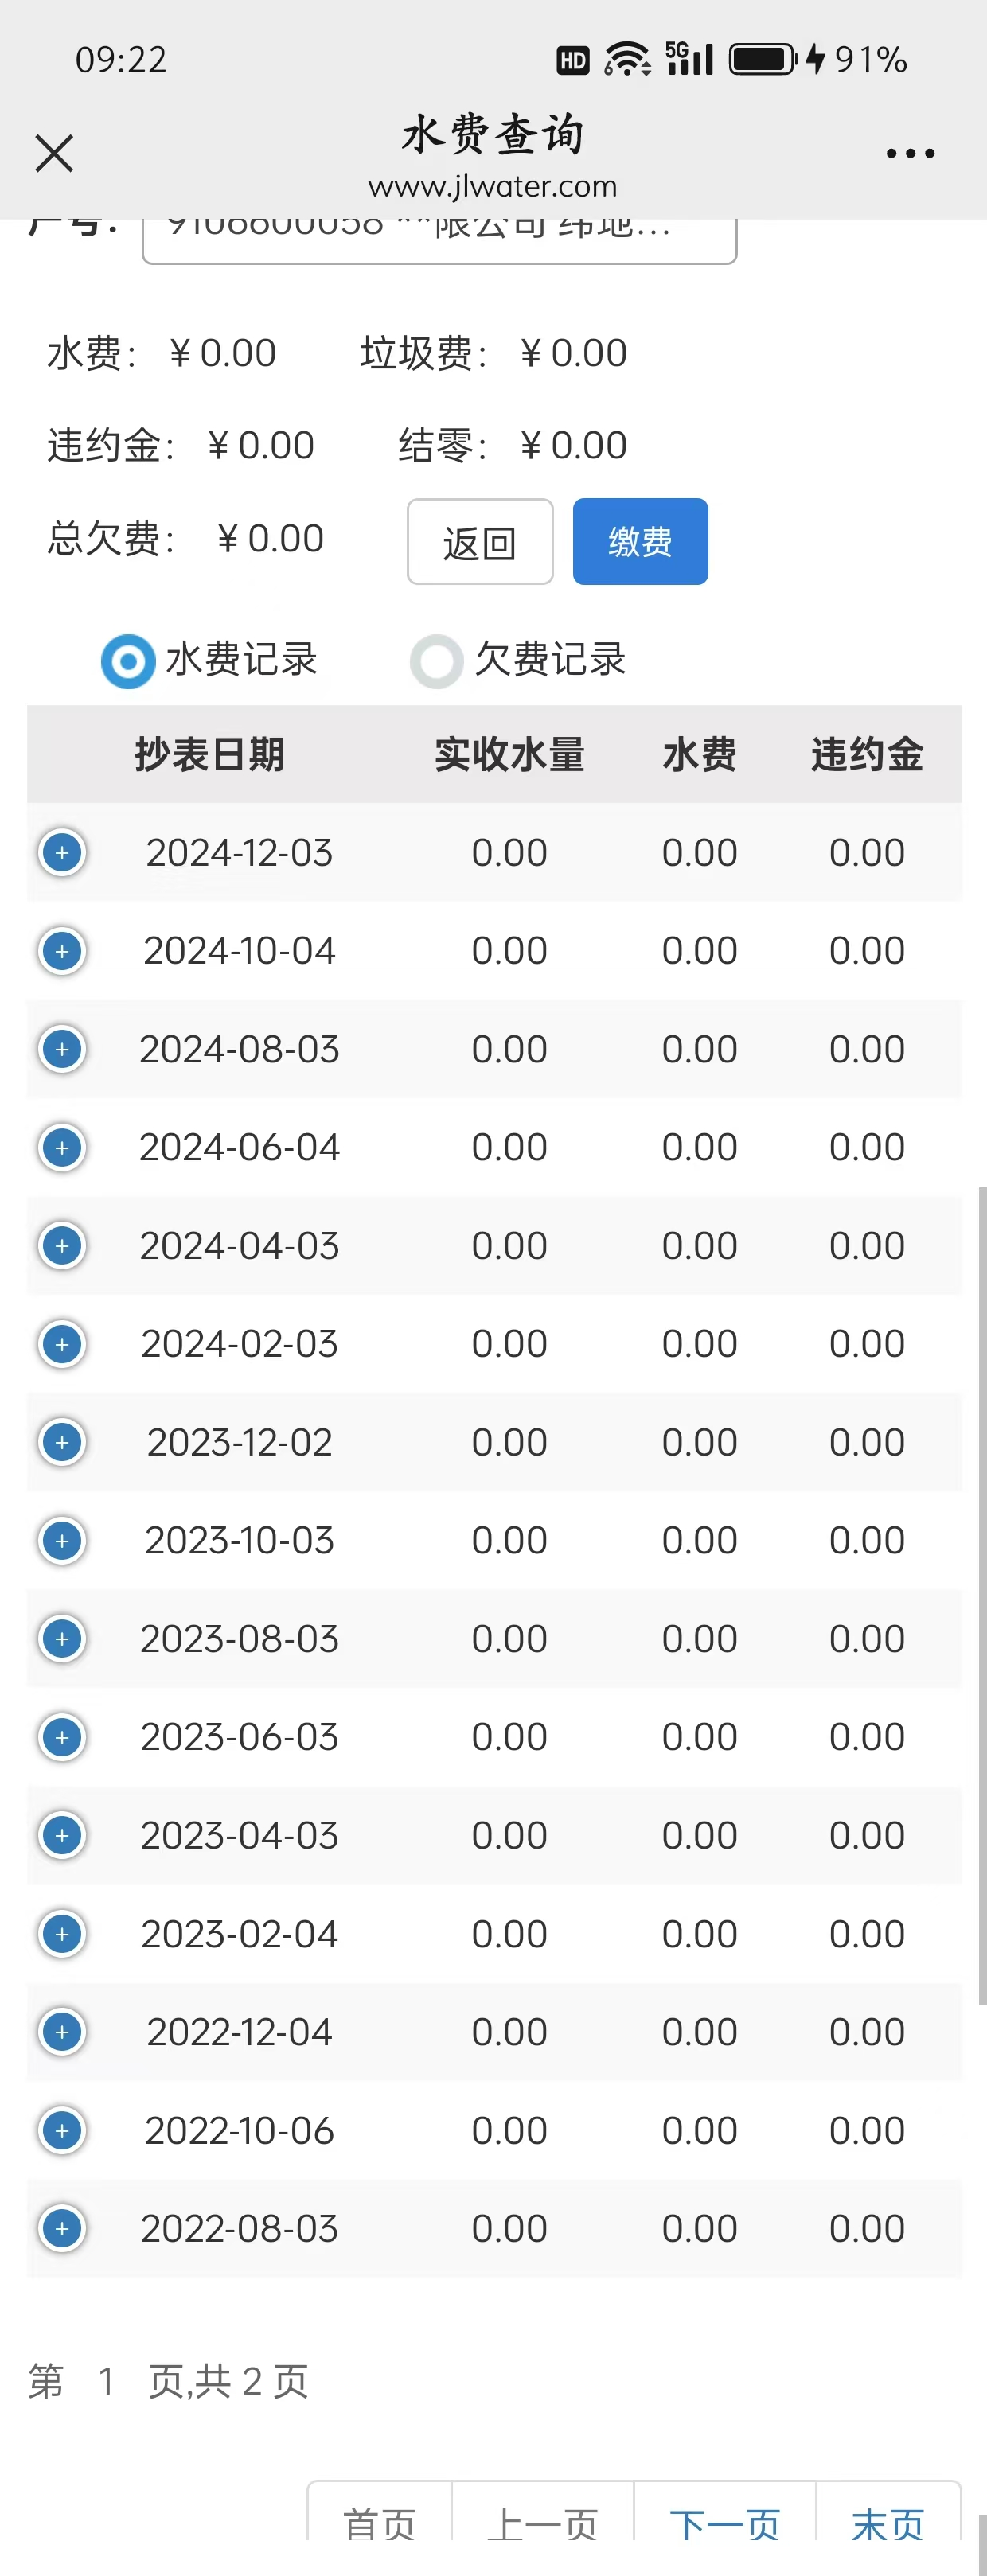 09:22 HD 6 5G 91%
水费查询
www.jlwater.com
户号： 9106600058 **限公司 纬地...
水费： ¥0.00 垃圾费： ¥0.00
违约金： ¥0.00 结零： ¥0.00
总欠费： ¥0.00 返回 缴费
水费记录 欠费记录
抄表日期 实收水量 水费 违约金
2024-12-03 0.00 0.00 0.00
2024-10-04 0.00 0.00 0.00
2024-08-03 0.00 0.00 0.00
2024-06-04 0.00 0.00 0.00
2024-04-03 0.00 0.00 0.00
2024-02-03 0.00 0.00 0.00
2023-12-02 0.00 0.00 0.00
2023-10-03 0.00 0.00 0.00
2023-08-03 0.00 0.00 0.00
2023-06-03 0.00 0.00 0.00
2023-04-03 0.00 0.00 0.00
2023-02-04 0.00 0.00 0.00
2022-12-04 0.00 0.00 0.00
2022-10-06 0.00 0.00 0.00
2022-08-03 0.00 0.00 0.00
第 1 页,共 2 页
首页 上一页 下一页 末页